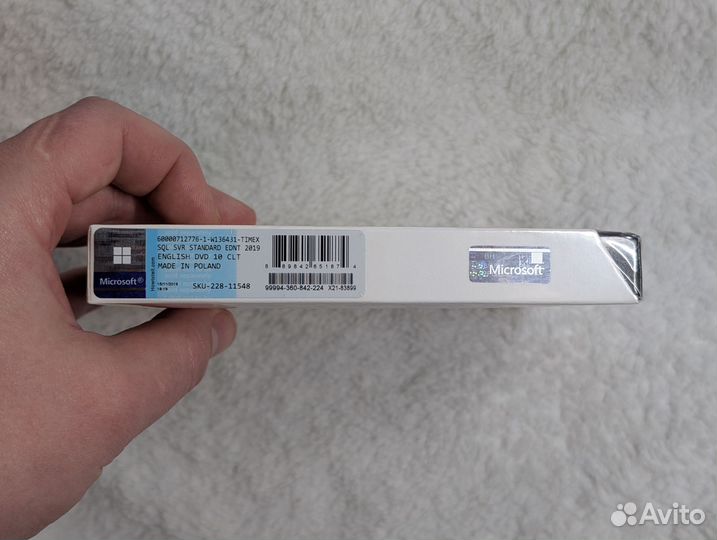 60000712776-1-W136431-TIMEX
SQL SVR STANDARD EDNT 2019
ENGLISH DVD 10 CLT
MADE IN POLAND
SKU-228-11548
Microsoft®
99994-360-842-224 X21-83899
Microsoft
Avito